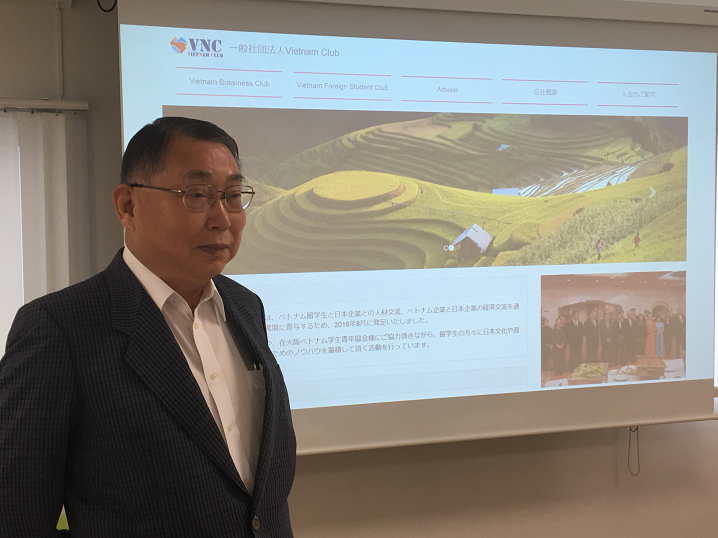 VNC
VIETNAM CLUB
一般社団法人Vietnam Club
Vietnam Bussiness Club
Vietnam Foreign Student Club
Adviser
会社概要
入会のご案内
は、ベトナム留学生と日本企業との人材交流、ベトナム企業と日本企業の経済交流を通
発展に寄与するため、2016年8月に発足いたしました。
在大阪ベトナム学生青年協会様にご協力頂きながら、留学生の方々に日本文化や習
ためのノウハウを蓄積して頂く活動を行っています。